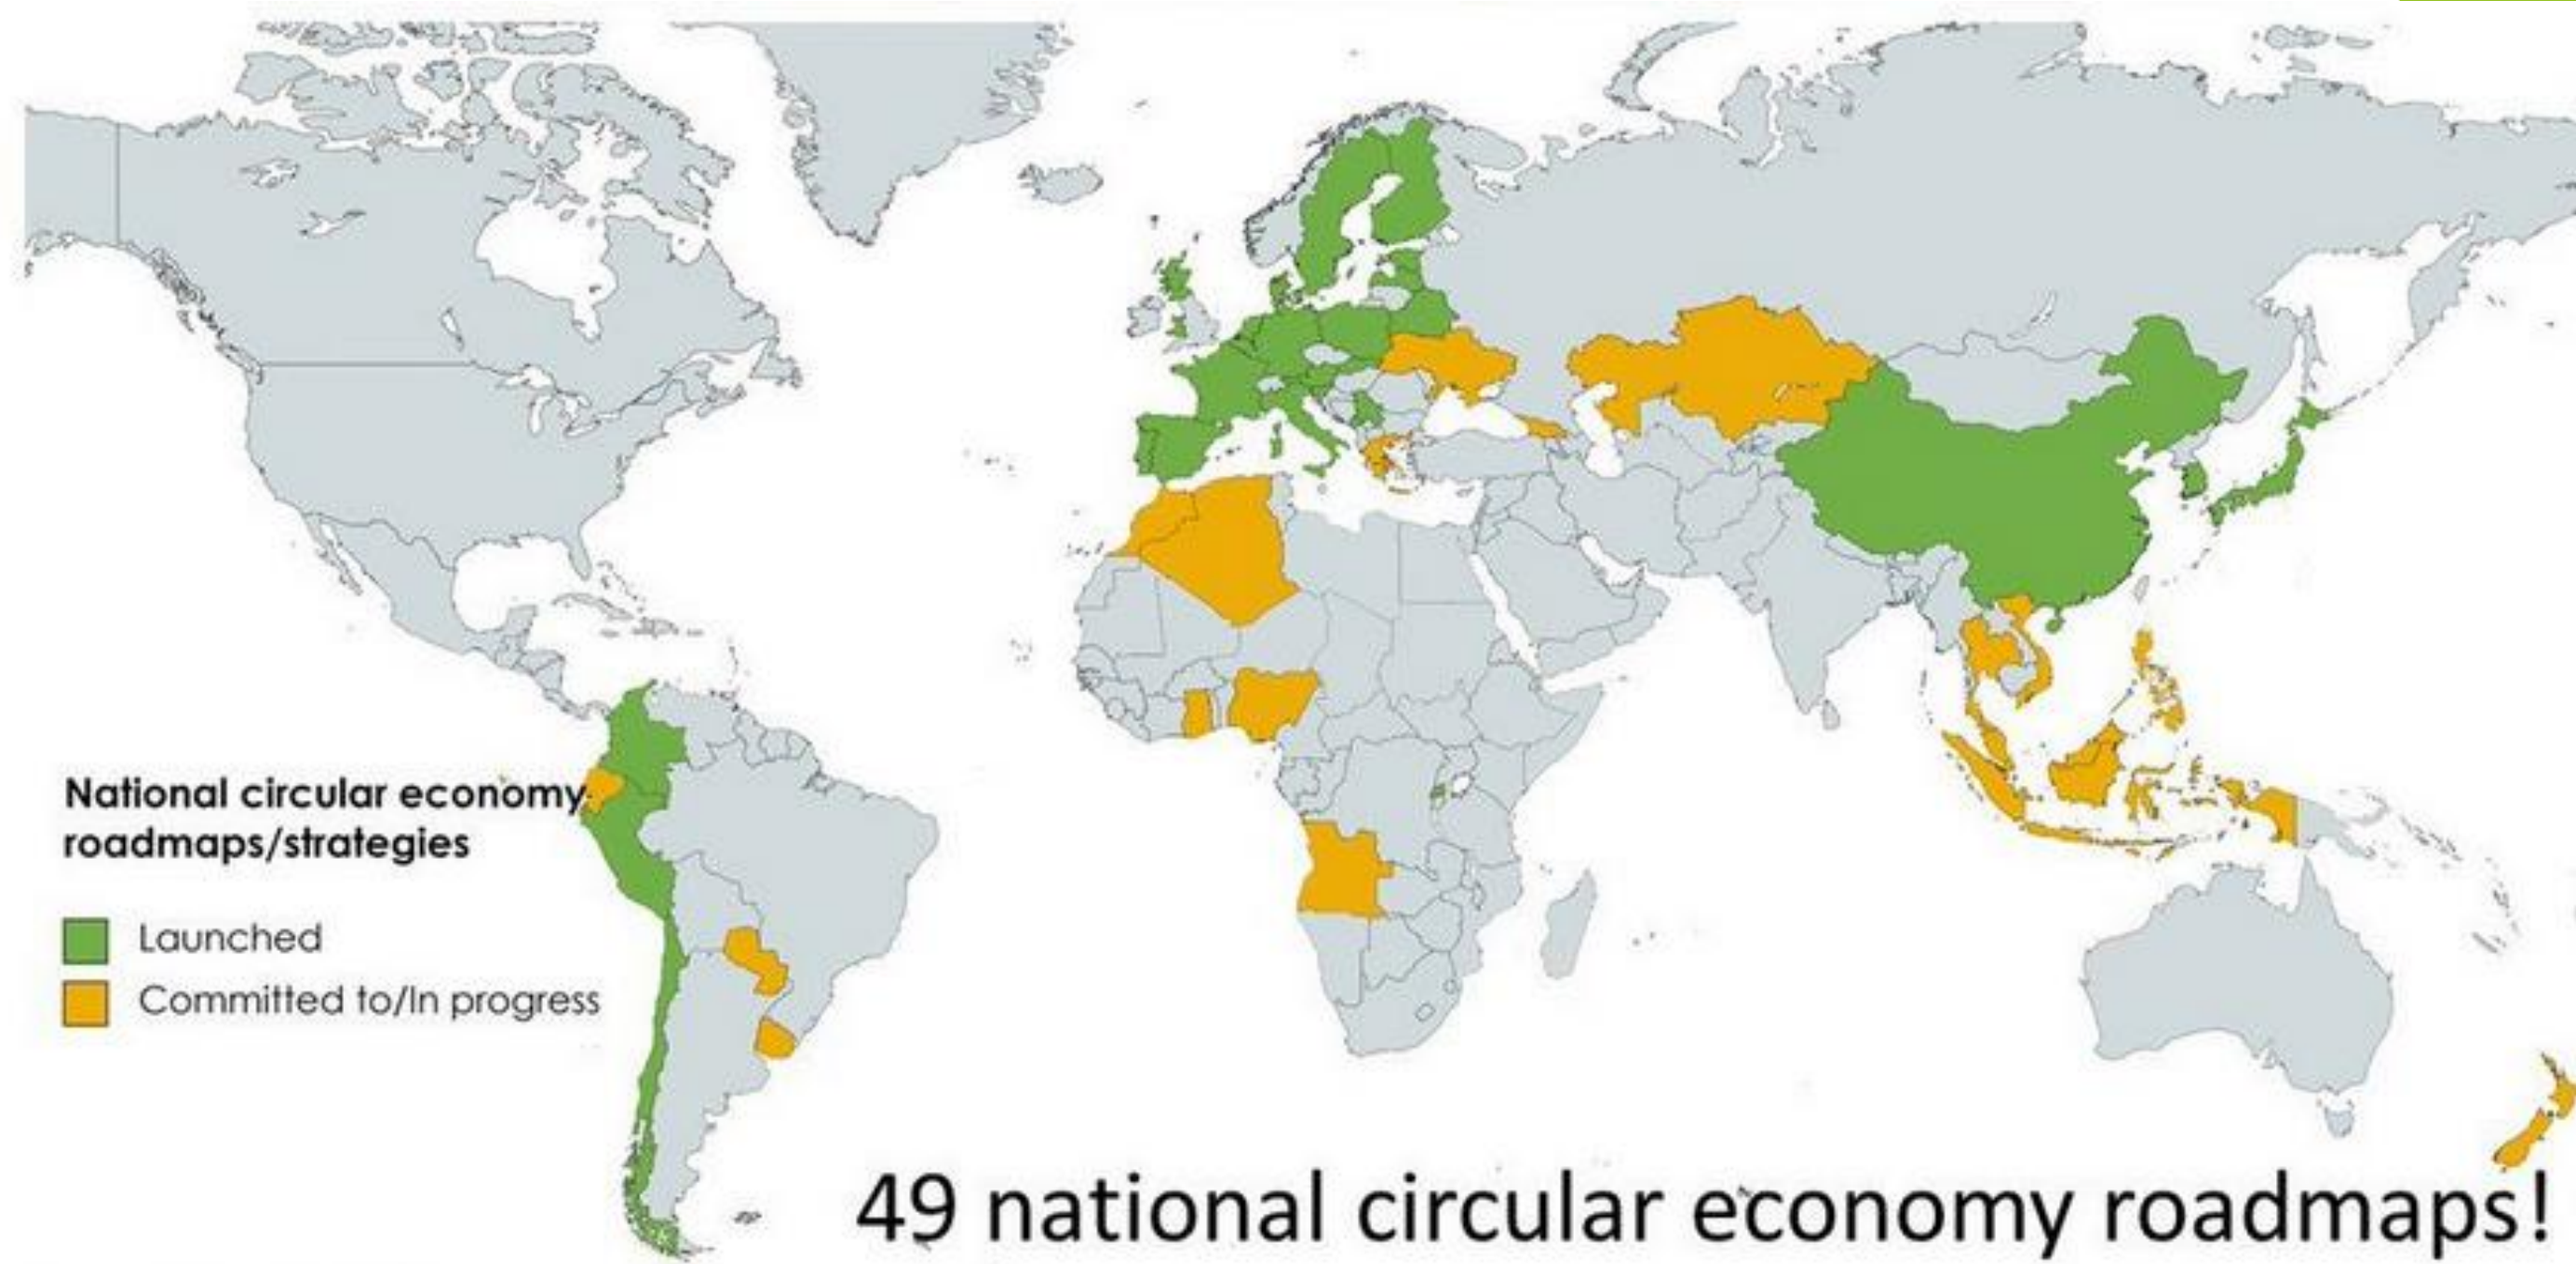 National circular economy
roadmaps/strategies
Launched
Committed to/In progress
49 national circular economy roadmaps!